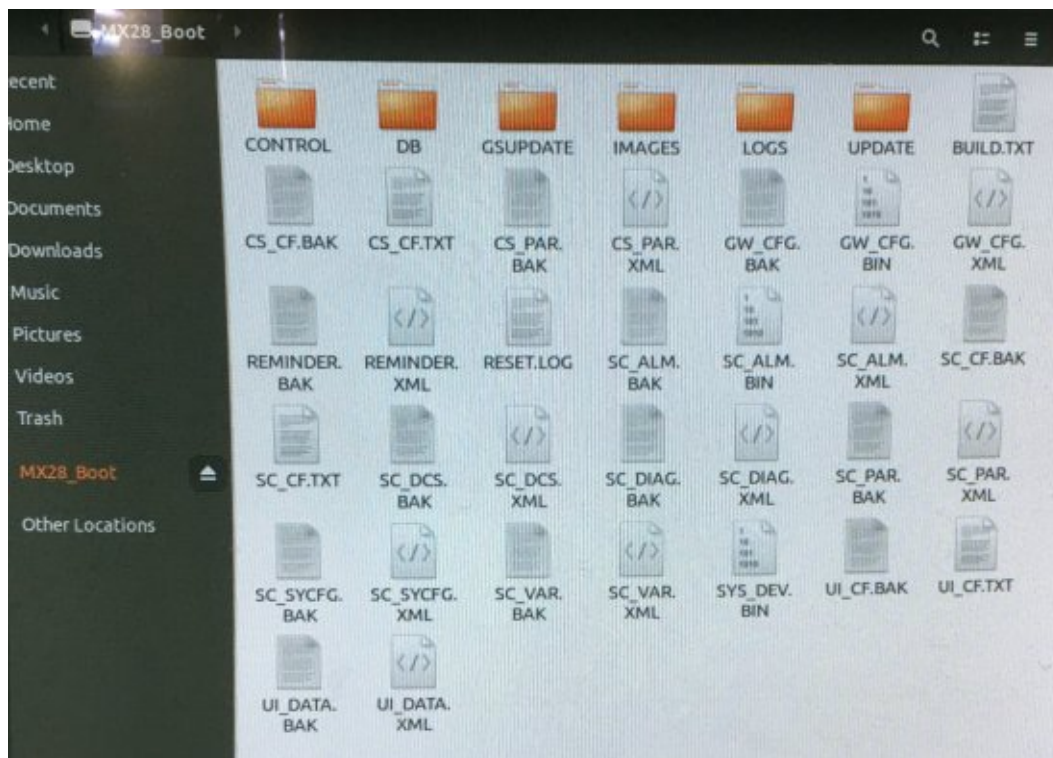 MX28_Boot
ecent
ome
Desktop
Documents
Downloads
Music
Pictures
Videos
Trash
MX28_Boot
Other Locations
CONTROL DB GSUPDATE IMAGES LOGS UPDATE BUILD.TXT
CS_CF.BAK CS_CF.TXT CS_PAR. CS_PAR. GW_CFG. GW_CFG. GW_CFG.
BAK XML BAK BIN XML
REMINDER. REMINDER. RESET.LOG SC_ALM. SC_ALM. SC_ALM. SC_CF.BAK
BAK XML BAK BIN XML
SC_CF.TXT SC_DCS. SC_DCS. SC_DIAG. SC_DIAG. SC_PAR. SC_PAR.
BAK XML BAK XML BAK XML
SC_SYCFG. SC_SYCFG. SC_VAR. SC_VAR. SYS_DEV. UI_CF.BAK UI_CF.TXT
BAK XML BAK XML BIN
UI_DATA. UI_DATA.
BAK XML